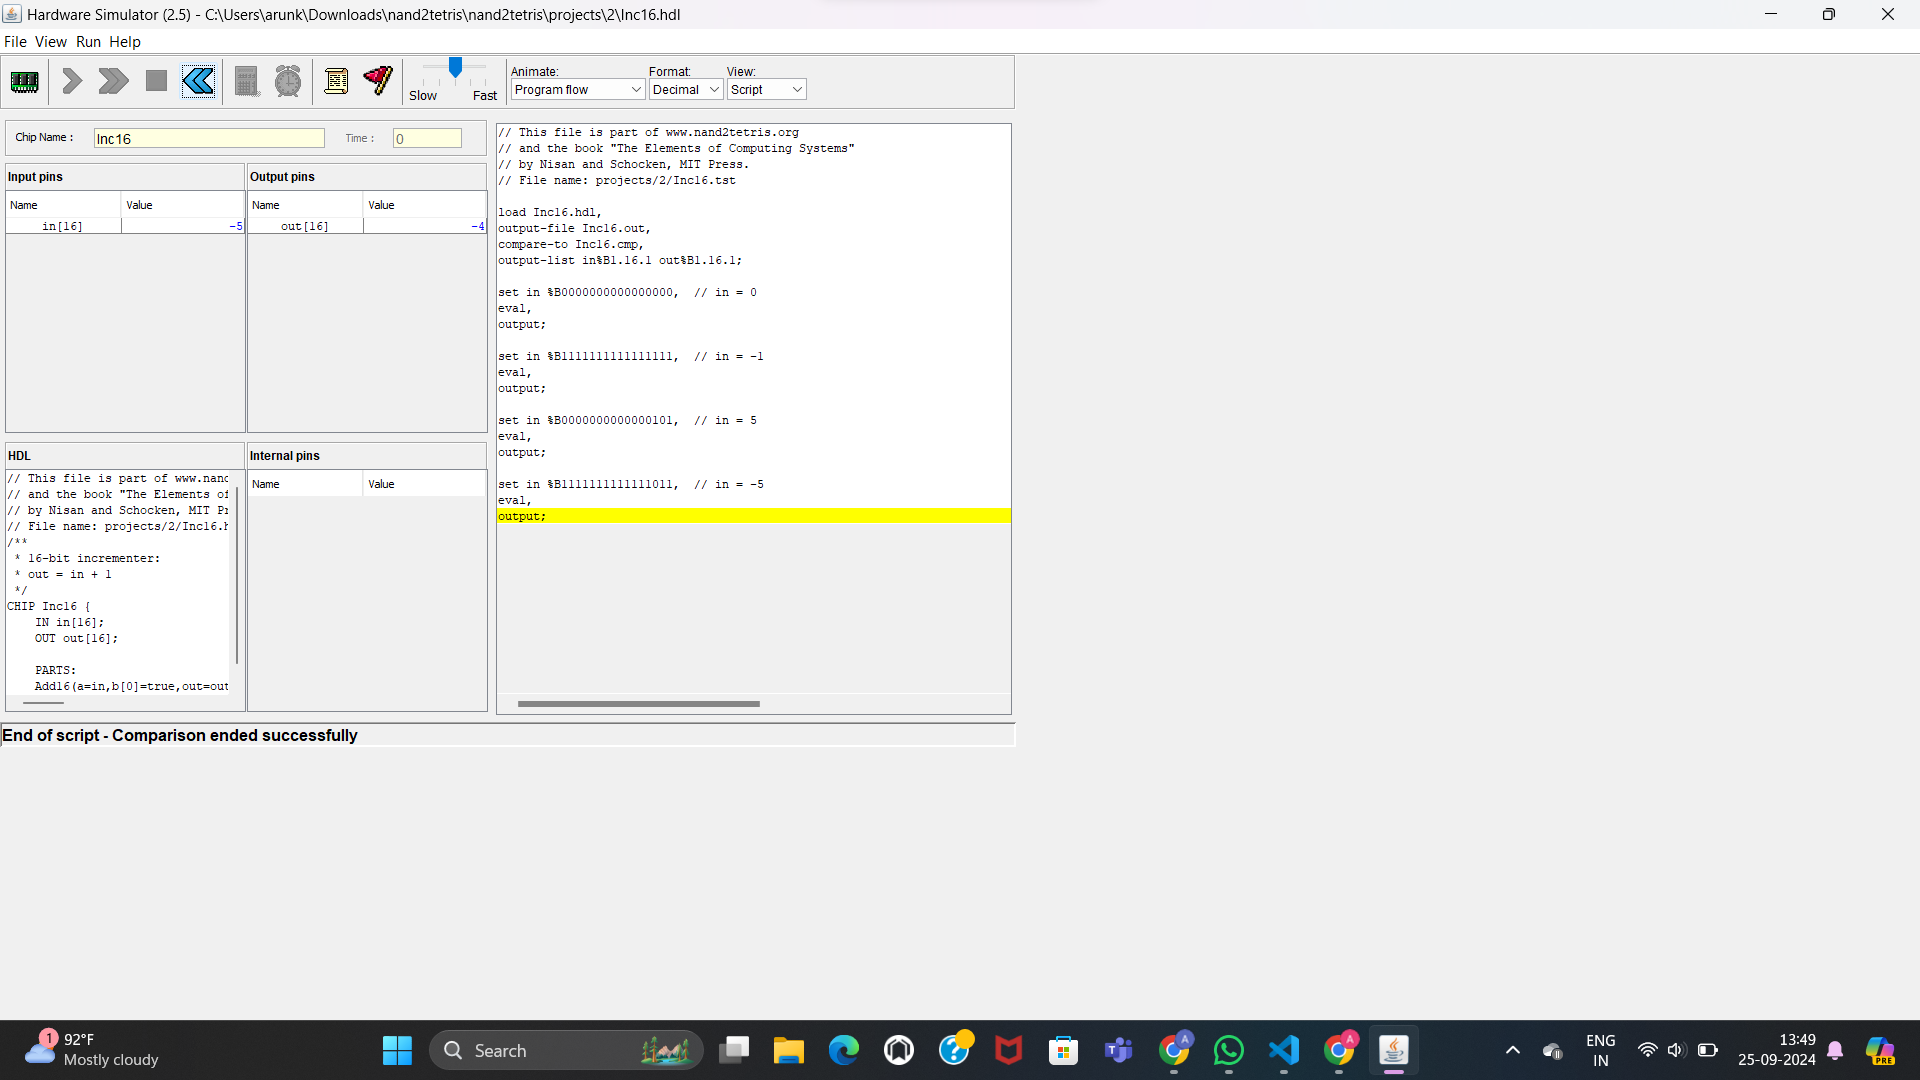 Hardware Simulator (2.5) - C:\Users\arunk\Downloads\nand2tetris\nand2tetris\projects\2\Inc16.hdl
File View Run Help
Slow Fast
Animate: Format: View:
Program flow Decimal Script
Chip Name : Inc16 Time : 0
Input pins
Name Value
in[16] -5
Output pins
Name Value
out[16] -4
HDL
// This file is part of www.nand
// and the book "The Elements of
// by Nisan and Schocken, MIT Pr
// File name: projects/2/Inc16.h
/**
* 16-bit incrementer:
* out = in + 1
*/
CHIP Inc16 {
IN in[16];
OUT out[16];
PARTS:
Add16(a=in,b[0]=true,out=out
Internal pins
Name Value
// This file is part of www.nand2tetris.org
// and the book "The Elements of Computing Systems"
// by Nisan and Schocken, MIT Press.
// File name: projects/2/Inc16.tst
load Inc16.hdl,
output-file Inc16.out,
compare-to Inc16.cmp,
output-list in%B1.16.1 out%B1.16.1;
set in %B0000000000000000, // in = 0
eval,
output;
set in %B1111111111111111, // in = -1
eval,
output;
set in %B0000000000000101, // in = 5
eval,
output;
set in %B1111111111111011, // in = -5
eval,
output;
End of script - Comparison ended successfully
1
92°F
Mostly cloudy
Search
A
A
ENG
IN
13:49
25-09-2024
PRE